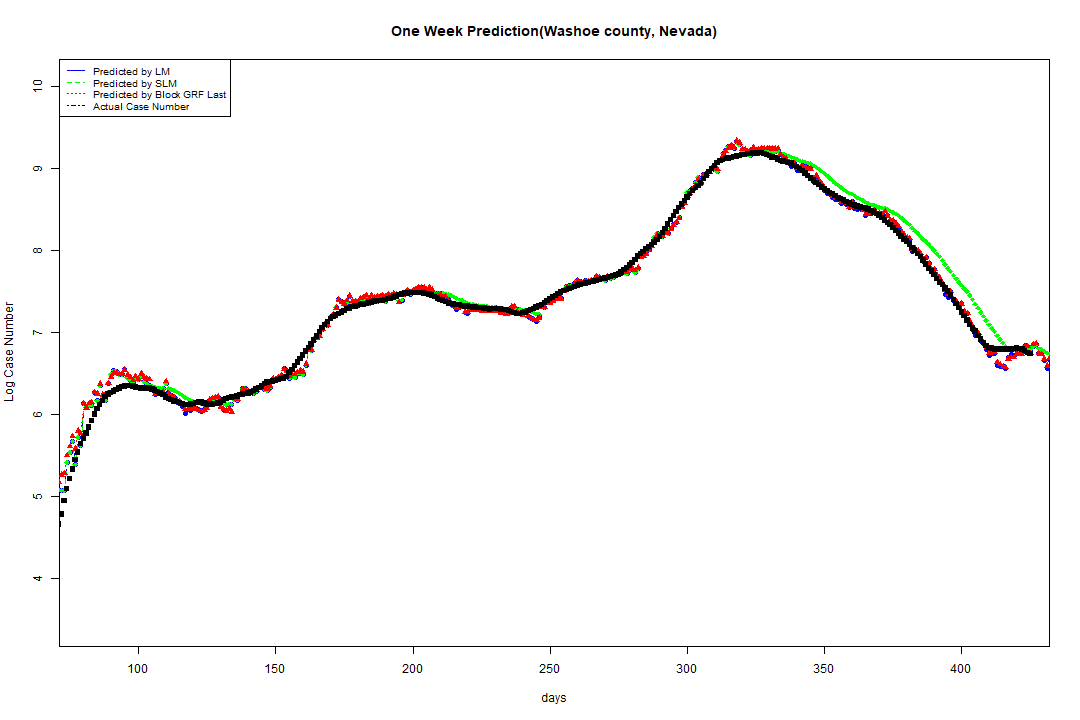 One Week Prediction(Washoe county, Nevada)
Predicted by LM
Predicted by SLM
Predicted by Block GRF Last
Actual Case Number
10
9
8
7
6
5
4
Log Case Number
100 150 200 250 300 350 400
days